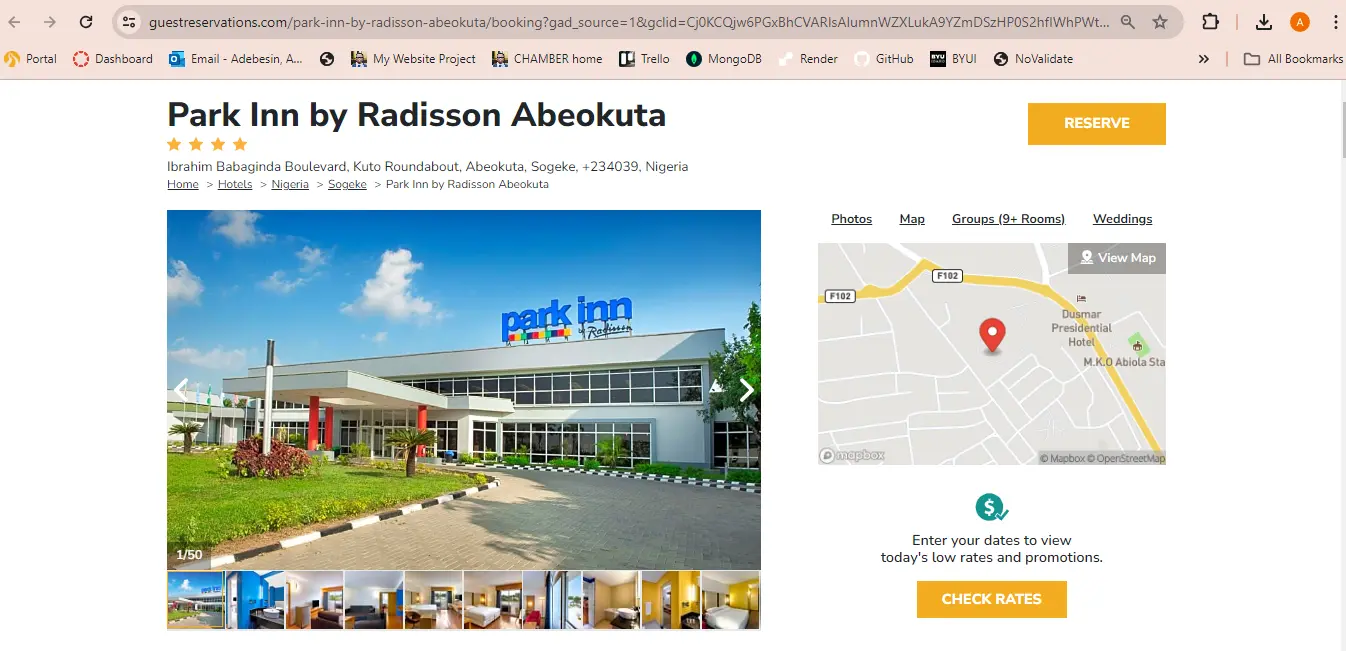 guestreservations.com/park-inn-by-radisson-abeokuta/booking?gad_source=1&gclid=Cj0KCQjw6PGxBhCVARIsAIumnWZXLukA9YZmDSzHP0S2hflWhPWt...
A
Portal
Dashboard
Email - Adebesin, A...
My Website Project
CHAMBER home
Trello
MongoDB
Render
GitHub
BYUI
NoValidate
»
All Bookmarks
Park Inn by Radisson Abeokuta
RESERVE
Ibrahim Babaginda Boulevard, Kuto Roundabout, Abeokuta, Sogeke, +234039, Nigeria
Home > Hotels > Nigeria > Sogeke > Park Inn by Radisson Abeokuta
Photos Map Groups (9+ Rooms) Weddings
park inn
by Radisson
1/50
View Map
F102
F102
Dusmar
Presidential
Hotel
M.K.O Abiola Sta
mapbox
© Mapbox © OpenStreetMap
Enter your dates to view
today's low rates and promotions.
CHECK RATES